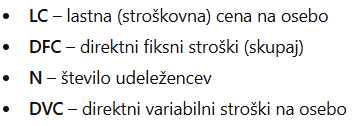 • LC – lastna (stroškovna) cena na osebo
• DFC – direktni fiksni stroški (skupaj)
• N – število udeležencev
• DVC – direktni variabilni stroški na osebo